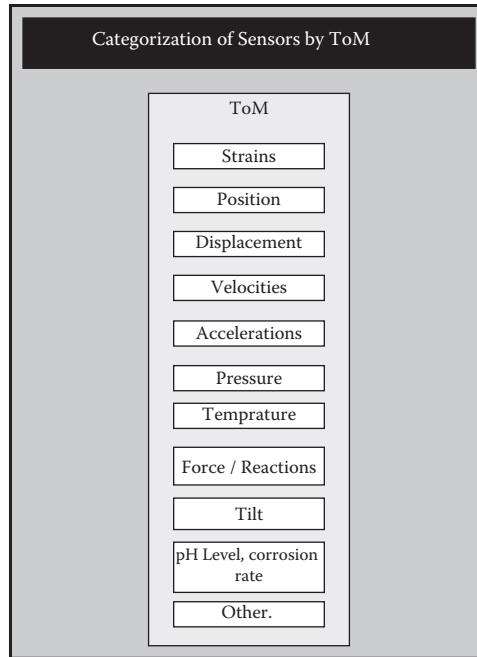 Categorization of Sensors by ToM
ToM
Strains
Position
Displacement
Velocities
Accelerations
Pressure
Temprature
Force / Reactions
Tilt
pH Level, corrosion
rate
Other.